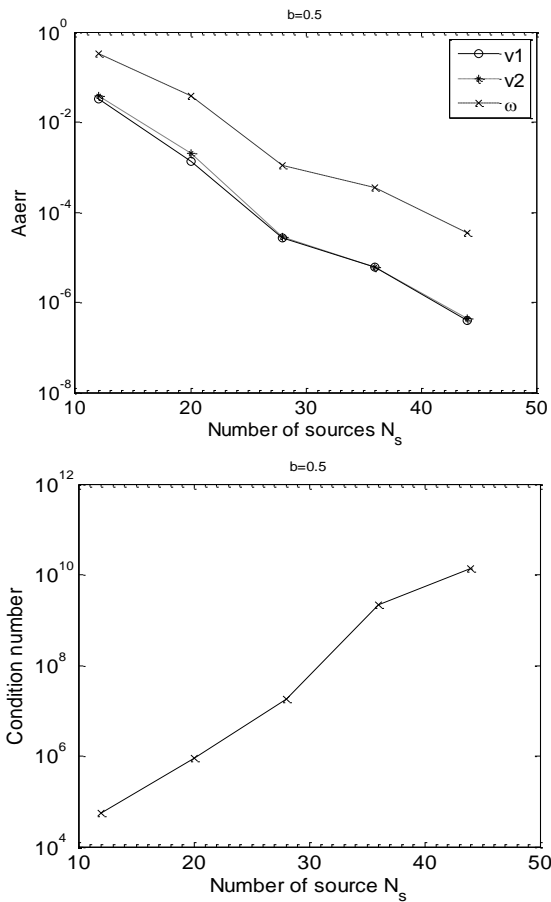 b=0.5
10^0
10^-2
10^-4
10^-6
10^-8
Aaerr
v1
v2
ω
10 20 30 40 50
Number of sources N_s
b=0.5
10^12
10^10
10^8
10^6
10^4
Condition number
10 20 30 40 50
Number of source N_s